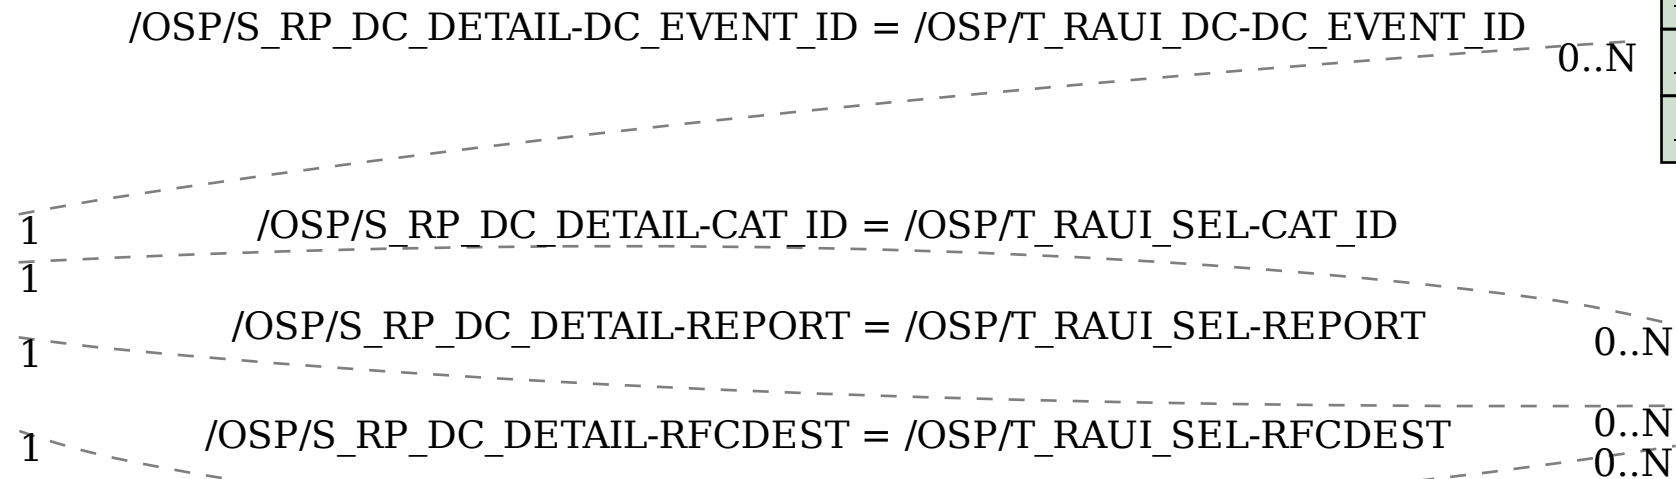 /OSP/S_RP_DC_DETAIL-DC_EVENT_ID = /OSP/T_RAUI_DC-DC_EVENT_ID
0..N
1
/OSP/S_RP_DC_DETAIL-CAT_ID = /OSP/T_RAUI_SEL-CAT_ID
1
/OSP/S_RP_DC_DETAIL-REPORT = /OSP/T_RAUI_SEL-REPORT
0..N
1
0..N
/OSP/S_RP_DC_DETAIL-RFCDEST = /OSP/T_RAUI_SEL-RFCDEST
1
0..N